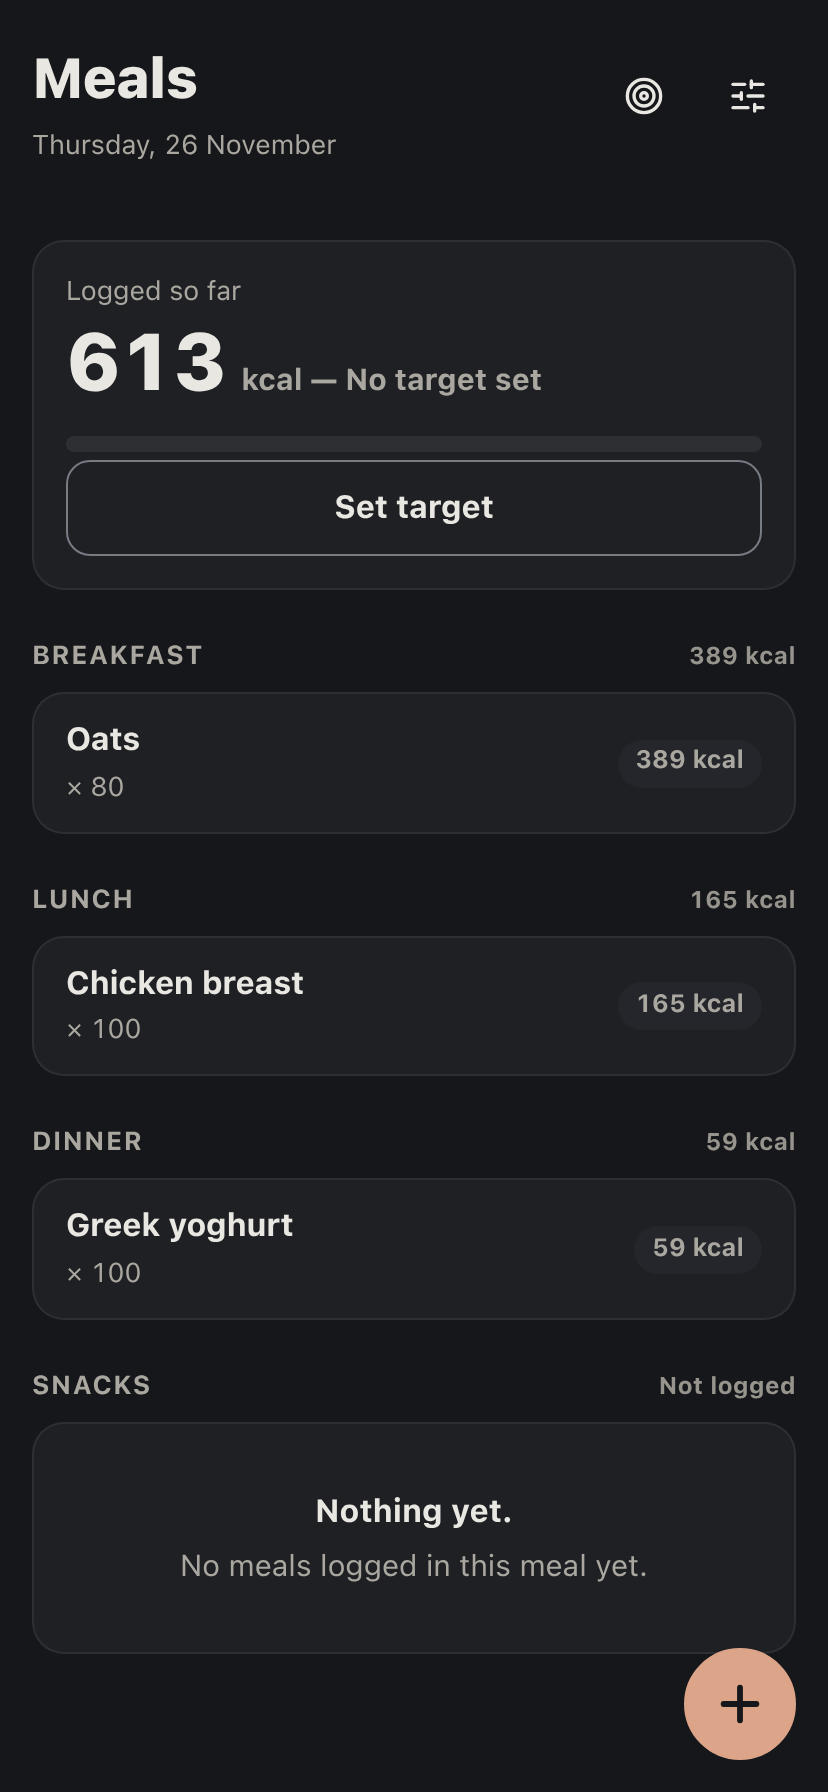 Meals
Thursday, 26 November
Logged so far
613 kcal — No target set
Set target
BREAKFAST 389 kcal
Oats
389 kcal
× 80
LUNCH 165 kcal
Chicken breast
165 kcal
× 100
DINNER 59 kcal
Greek yoghurt
59 kcal
× 100
SNACKS Not logged
Nothing yet.
No meals logged in this meal yet.